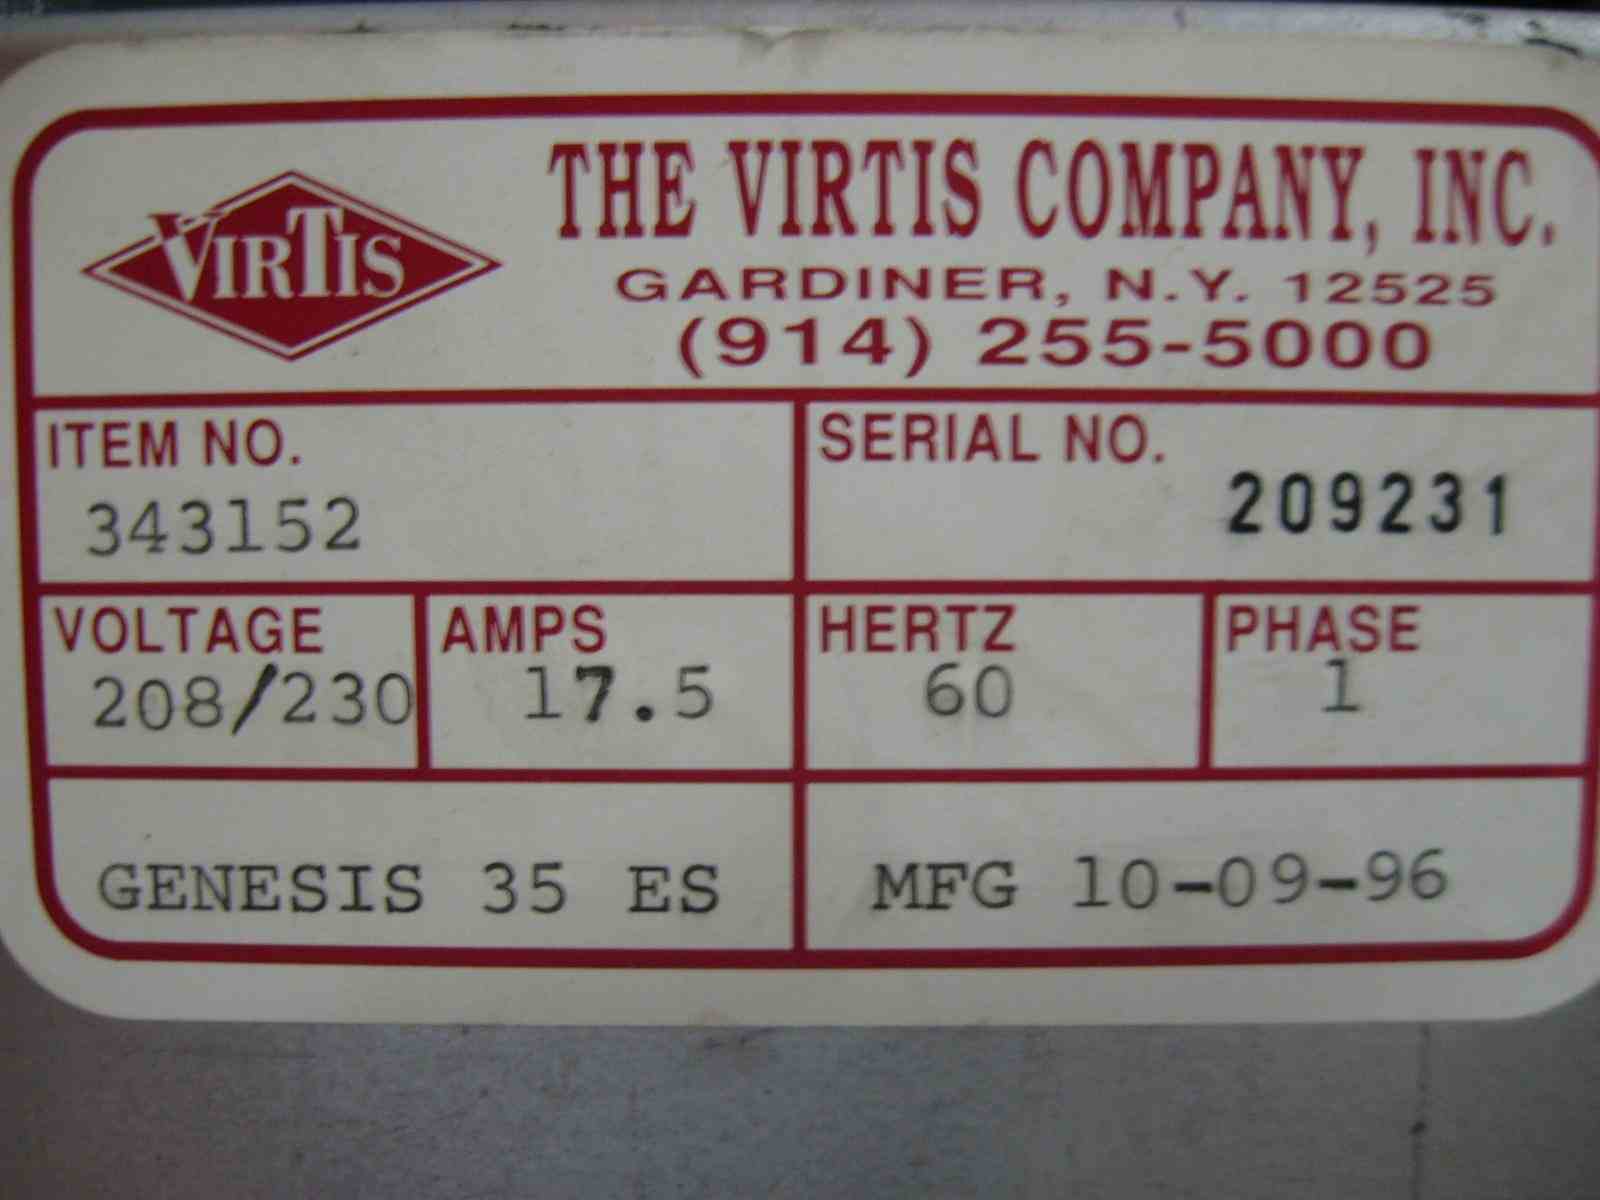 VIRTIS
THE VIRTIS COMPANY, INC.
GARDINER, N.Y. 12525
(914) 255-5000
ITEM NO.
343152
SERIAL NO.
209231
VOLTAGE
208/230
AMPS
17.5
HERTZ
60
PHASE
1
GENESIS 35 ES
MFG 10-09-96